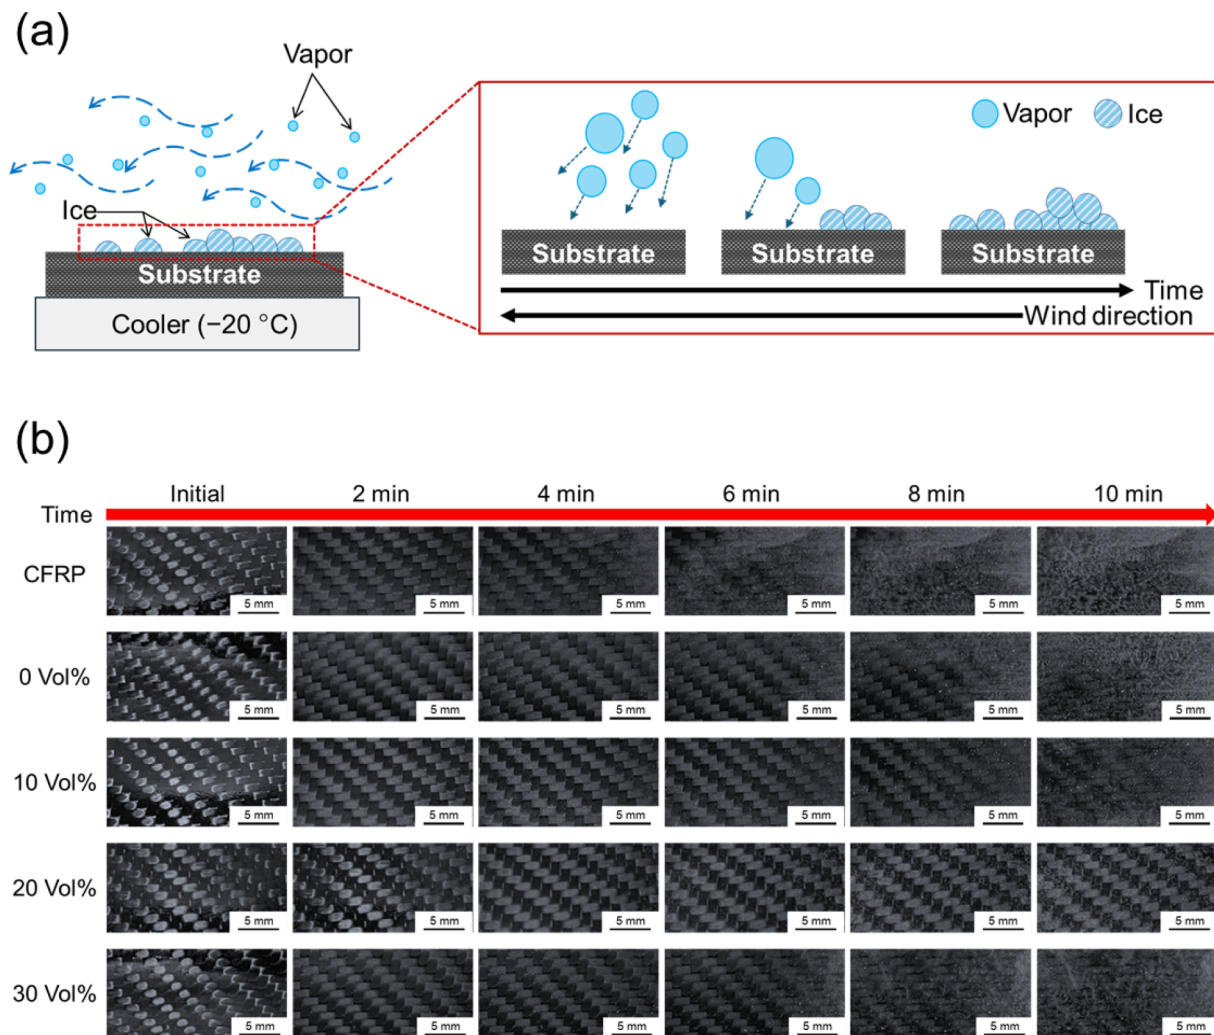 (a)
Vapor
Ice
Substrate
Cooler (−20 °C)
Vapor Ice
Substrate Substrate Substrate
Time
Wind direction
(b)
Time Initial 2 min 4 min 6 min 8 min 10 min
CFRP
5 mm 5 mm 5 mm 5 mm 5 mm 5 mm
0 Vol%
5 mm 5 mm 5 mm 5 mm 5 mm 5 mm
10 Vol%
5 mm 5 mm 5 mm 5 mm 5 mm 5 mm
20 Vol%
5 mm 5 mm 5 mm 5 mm 5 mm 5 mm
30 Vol%
5 mm 5 mm 5 mm 5 mm 5 mm 5 mm